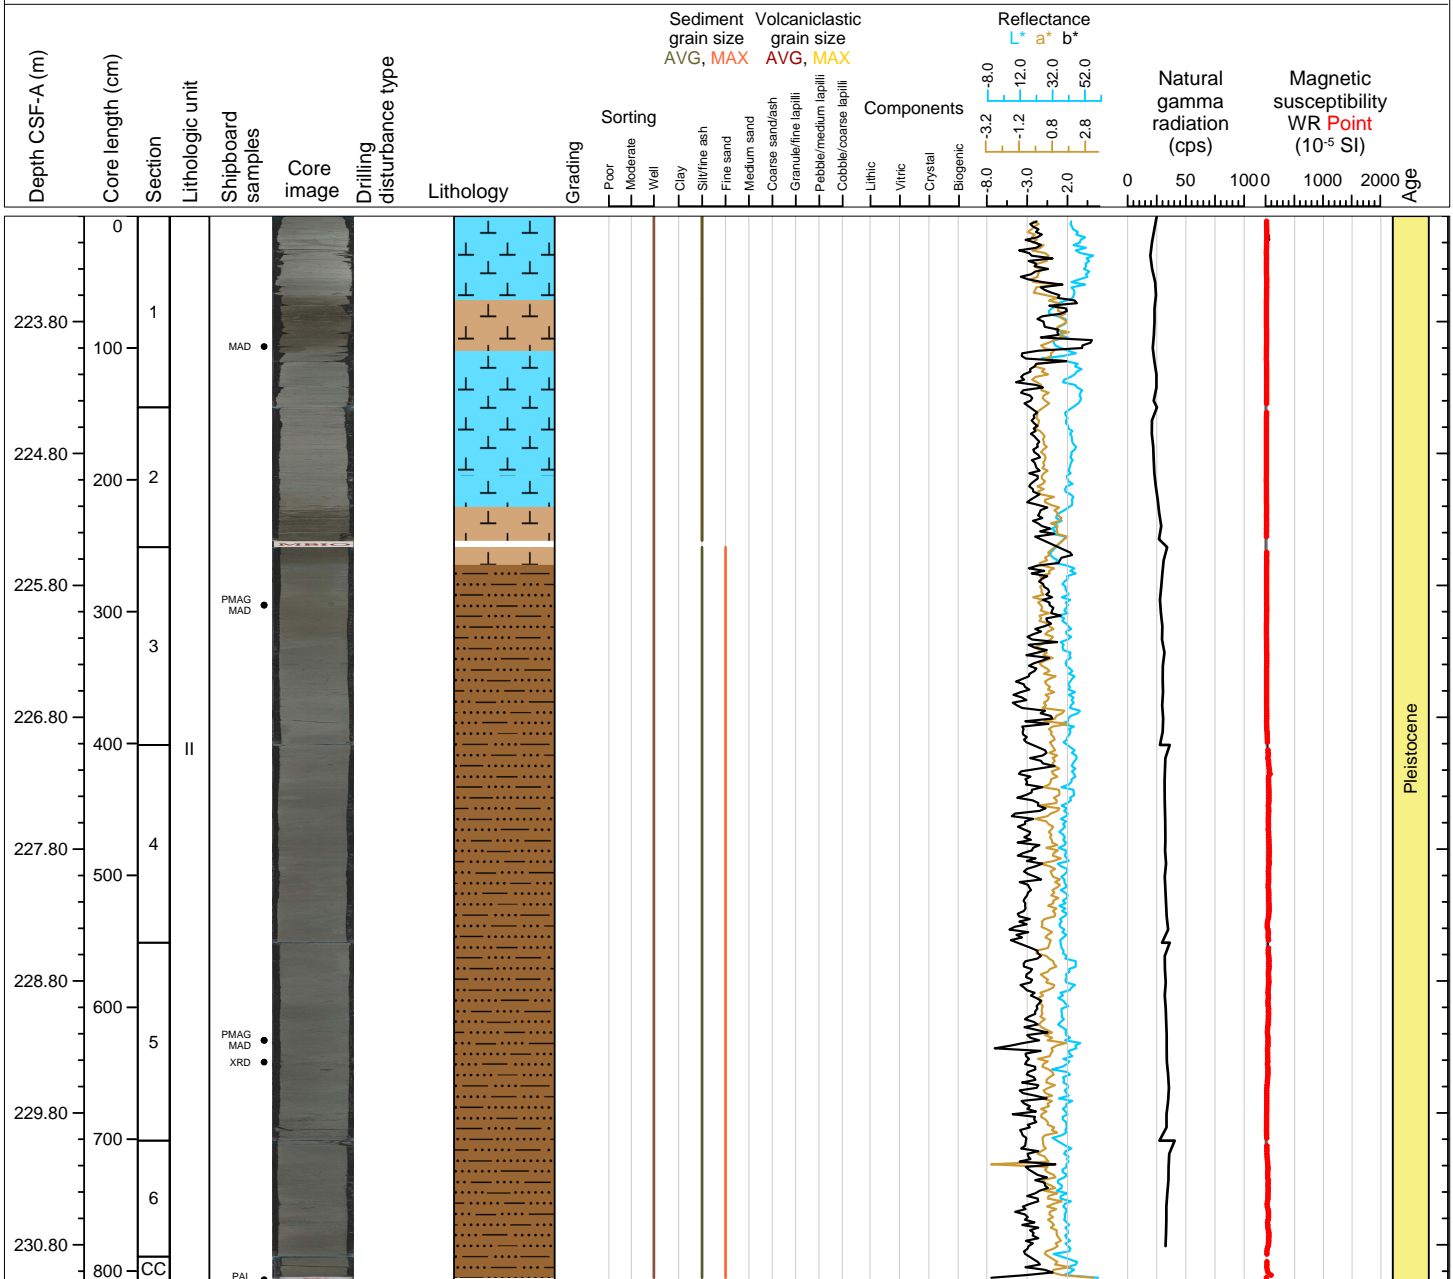 Depth CSF-A (m)
Core length (cm)
Section
Lithologic unit
Shipboard
samples
Core
image
Drilling
disturbance type
Lithology
Grading
Sorting
Poor
Moderate
Well
Sediment
grain size
AVG, MAX
Volcaniclastic
grain size
AVG, MAX
Clay
Silt/fine ash
Fine sand
Medium sand
Coarse sand/ash
Granule/fine lapilli
Pebble/medium lapilli
Cobble/coarse lapilli
Components
Lithic
Vitric
Crystal
Biogenic
Reflectance
L* a* b*
-8.0 12.0 32.0 52.0
-3.2 -1.2 0.8 2.8
-8.0 -3.0 2.0
Natural
gamma
radiation
(cps)
0 50 100
Magnetic
susceptibility
WR Point
(10-5 SI)
0 1000 2000
Age
0
1
223.80
100
MAD
224.80
200
2
MBIO
225.80
300
PMAG
MAD
3
226.80
400
II
4
227.80
500
Pleistocene
228.80
600
PMAG
MAD
XRD
5
229.80
700
6
230.80
800
CC
PAL